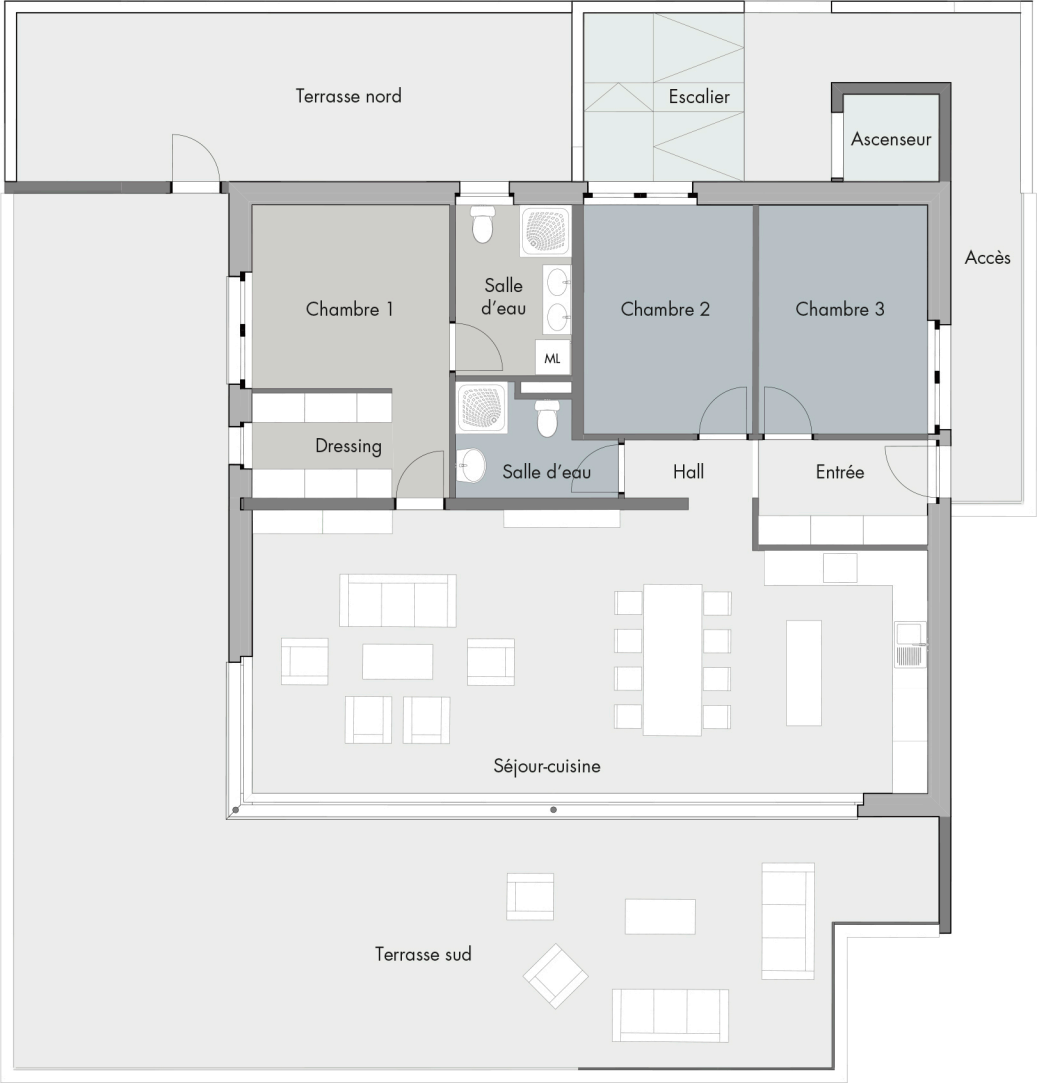 Terrasse nord
Escalier
Ascenseur
Accès
Chambre 1
Salle
d’eau
Chambre 2
Chambre 3
ML
Dressing
Salle d’eau
Hall
Entrée
Séjour-cuisine
Terrasse sud